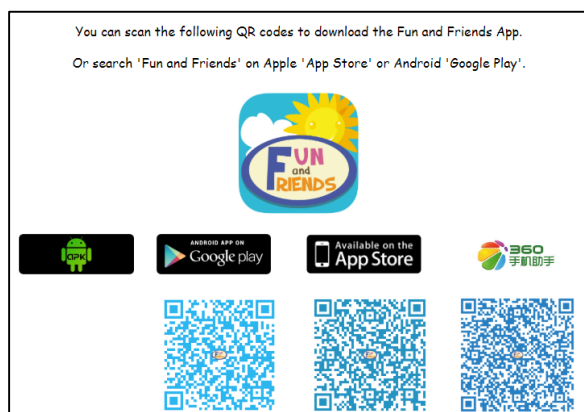 You can scan the following QR codes to download the Fun and Friends App.
Or search 'Fun and Friends' on Apple 'App Store' or Android 'Google Play'.
FUN
and
FRIENDS
APK
ANDROID APP ON
Google play
Available on the
App Store
360
手机助手